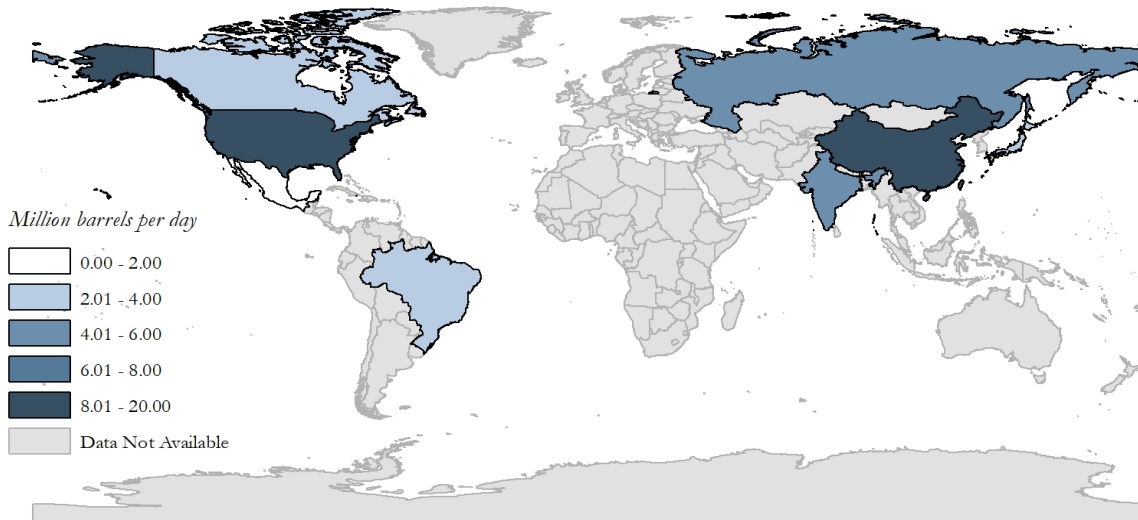 Million barrels per day
0.00 - 2.00
2.01 - 4.00
4.01 - 6.00
6.01 - 8.00
8.01 - 20.00
Data Not Available